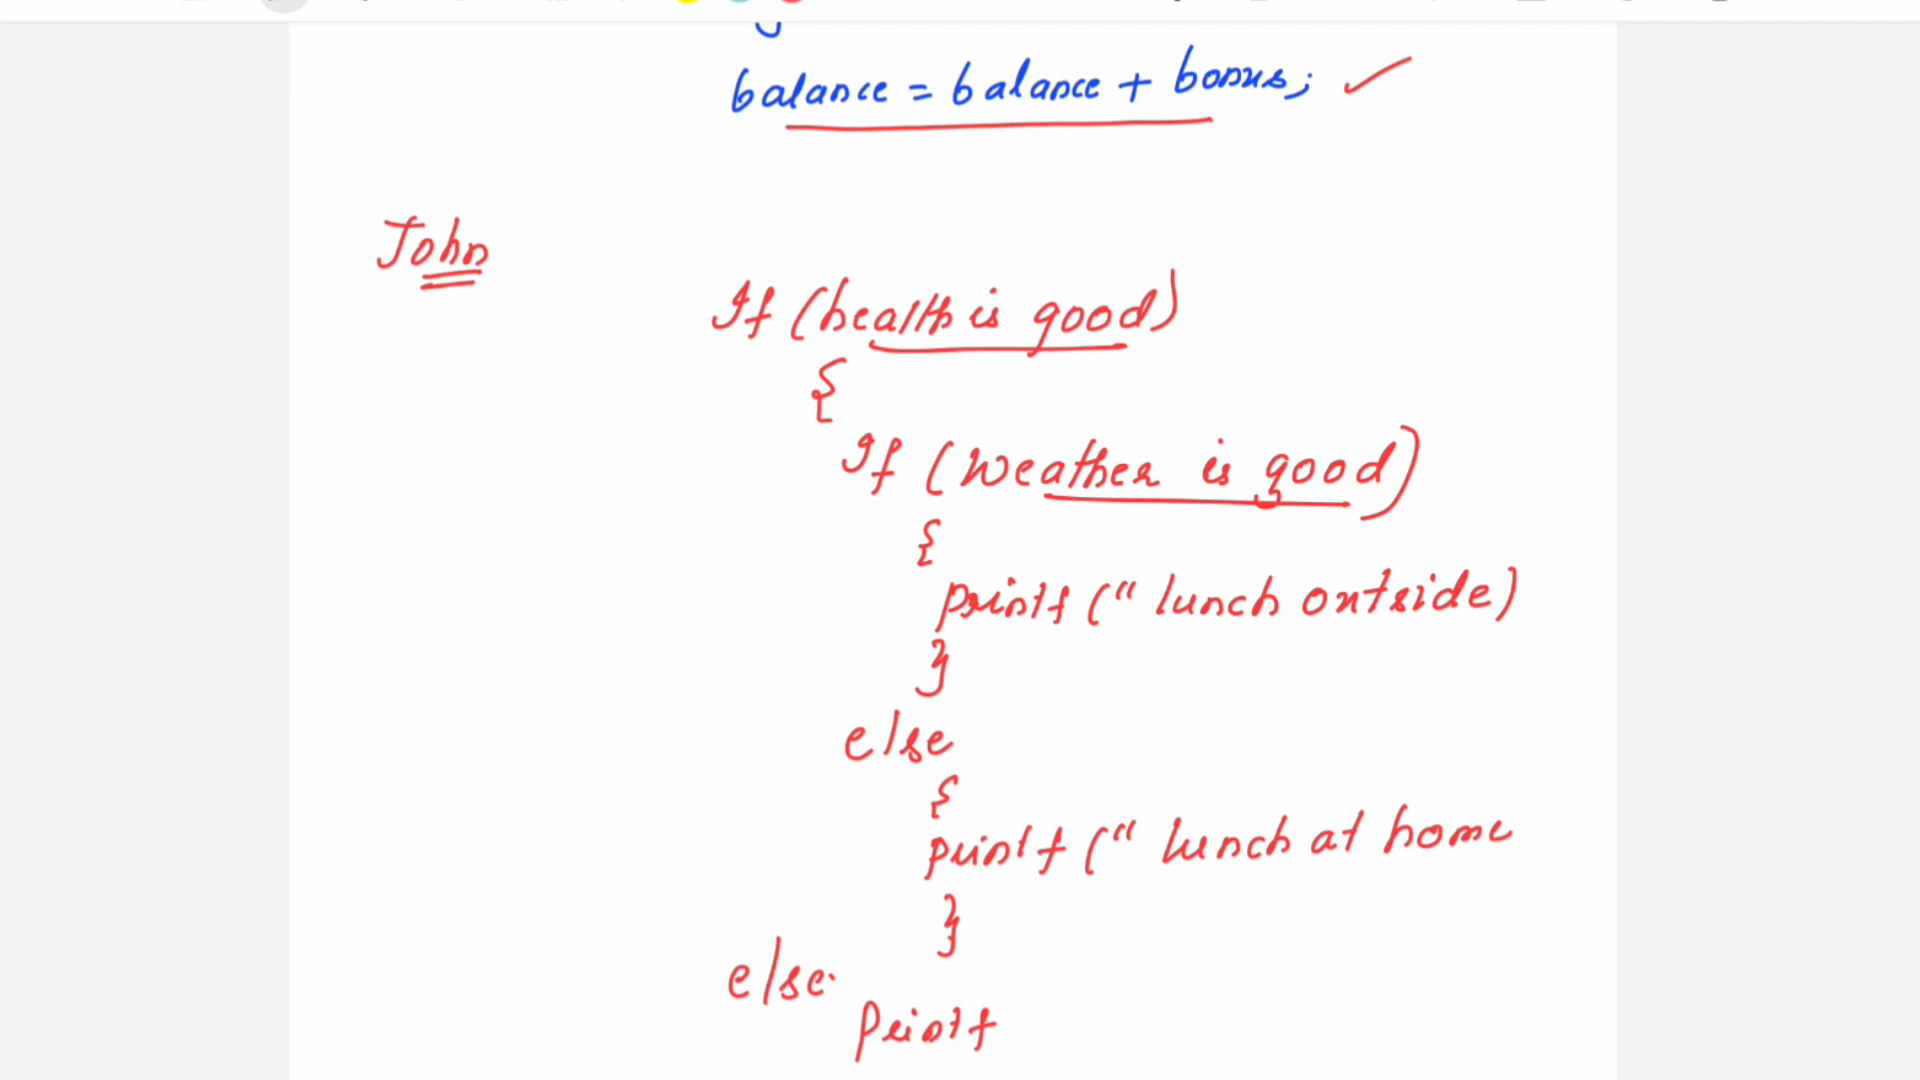 balance = balance + bonus;
John
If (health is good)
{
If (weather is good)
{
printf (" lunch outside)
}
else
{
printf (" lunch at home
}
else
Printf